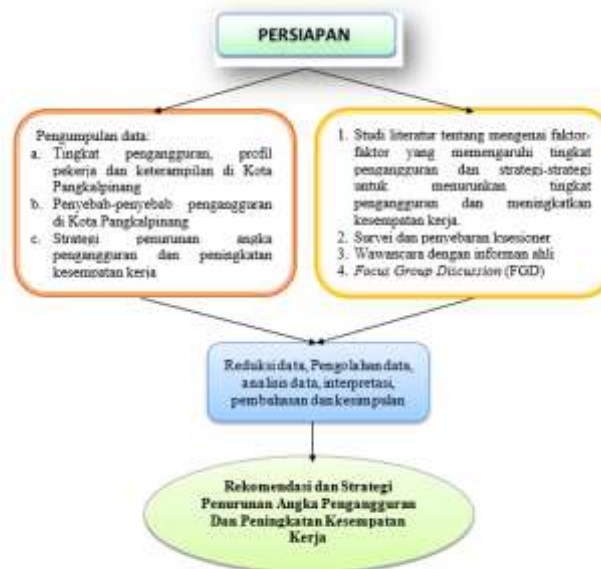 PERSIAPAN
Pengumpulan data:
a. Tingkat pengangguran, profil
pekerja dan keterampilan di Kota
Pangkalpinang
b. Penyebab-penyebab pengangguran
di Kota Pangkalpinang
c. Strategi penurunan angka
pengangguran dan peningkatan
kesempatan kerja
1. Studi literatur tentang mengenai faktor-
faktor yang memengaruhi tingkat
pengangguran dan strategi-strategi
untuk menurunkan tingkat
pengangguran dan meningkatkan
kesempatan kerja.
2. Survei dan penyebaran kuesioner
3. Wawancara dengan informan ahli
4. Focus Group Discussion (FGD)
Reduksi data, Pengolahan data,
analisis data, interpretasi,
pembahasan dan kesimpulan
Rekomendasi dan Strategi
Penurunan Angka Pengangguran
Dan Peningkatan Kesempatan
Kerja